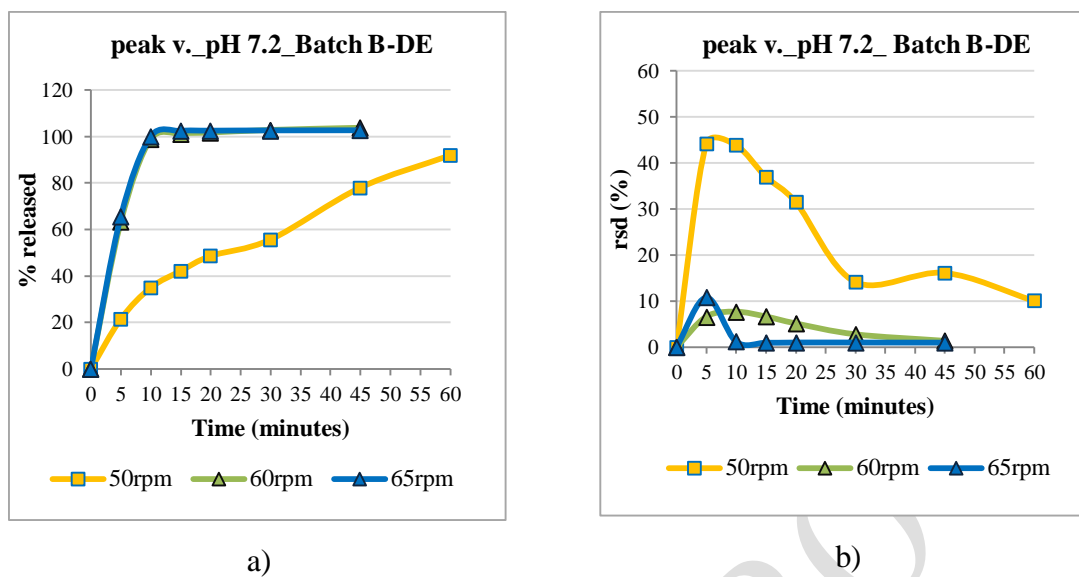 peak v._pH 7.2_Batch B-DE
120
100
80
60
40
20
0
% released
0 5 10 15 20 25 30 35 40 45 50 55 60
Time (minutes)
50rpm 60rpm 65rpm
a)
peak v._pH 7.2_ Batch B-DE
60
50
40
30
20
10
0
rsd (%)
0 5 10 15 20 25 30 35 40 45 50 55 60
Time (minutes)
50rpm 60rpm 65rpm
b)